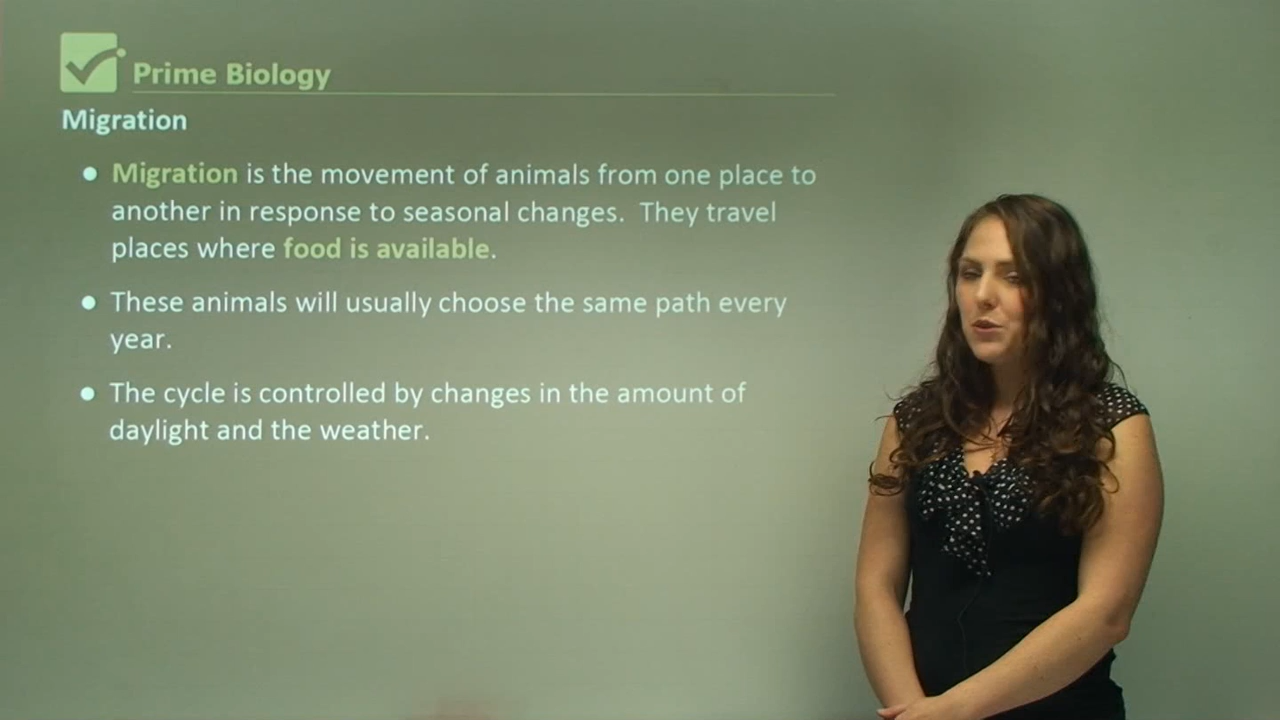 Prime Biology
Migration
● Migration is the movement of animals from one place to
another in response to seasonal changes.  They travel
places where food is available.
● These animals will usually choose the same path every
year.
● The cycle is controlled by changes in the amount of
daylight and the weather.